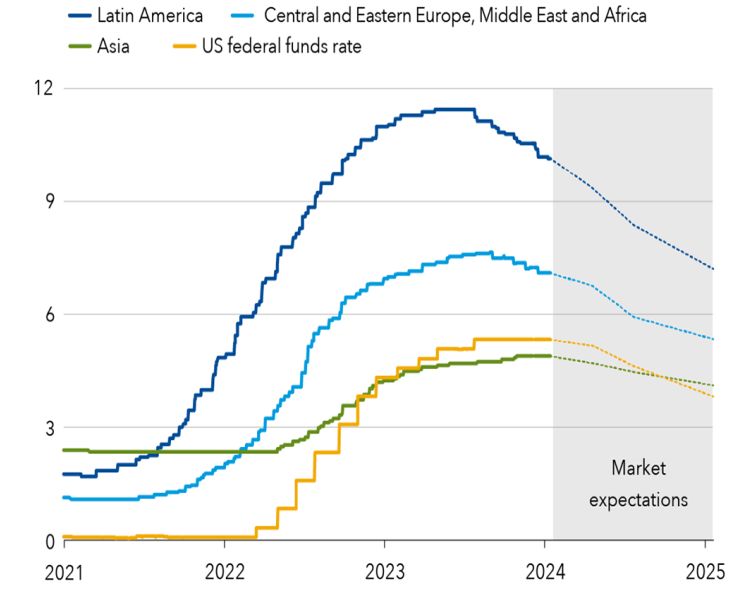 Latin America Central and Eastern Europe, Middle East and Africa
Asia US federal funds rate
12
9
6
3
0
Market
expectations
2021 2022 2023 2024 2025